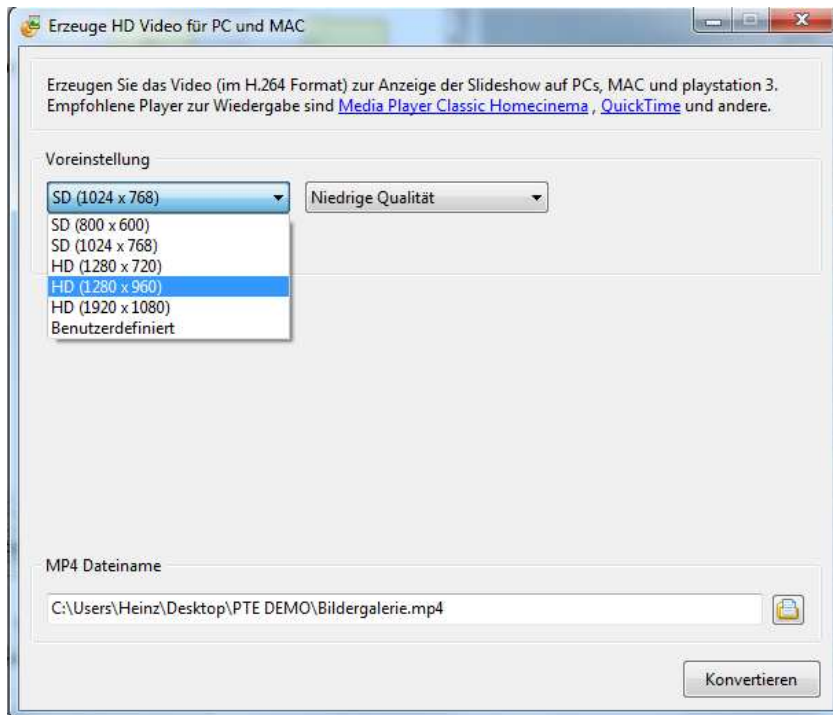 Erzeuge HD Video für PC und MAC
Erzeugen Sie das Video (im H.264 Format) zur Anzeige der Slideshow auf PCs, MAC und playstation 3.
Empfohlene Player zur Wiedergabe sind Media Player Classic Homecinema , QuickTime und andere.
Voreinstellung
SD (1024 x 768) Niedrige Qualität
SD (800 x 600)
SD (1024 x 768)
HD (1280 x 720)
HD (1280 x 960)
HD (1920 x 1080)
Benutzerdefiniert
MP4 Dateiname
C:\Users\Heinz\Desktop\PTE DEMO\Bildergalerie.mp4
Konvertieren